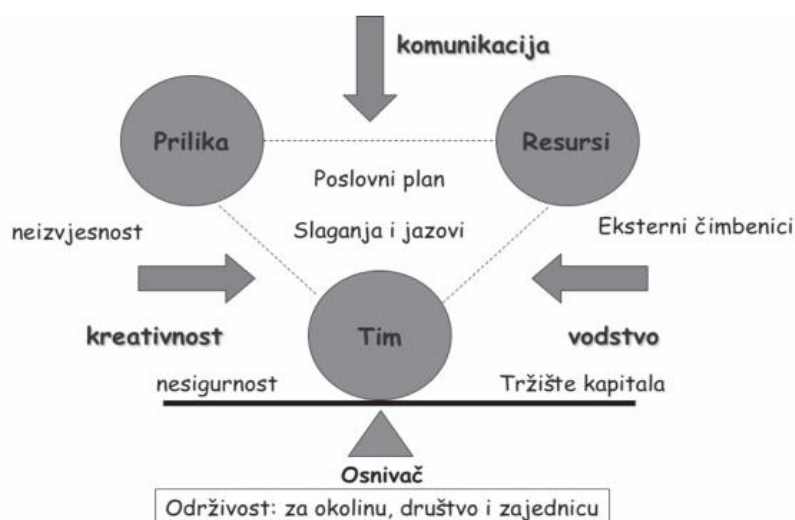 komunikacija
Prilika
Resursi
Poslovni plan
Slaganja i jazovi
neizvjesnost
Eksterni čimbenici
kreativnost
Tim
vodstvo
nesigurnost
Tržište kapitala
Osnivač
Održivost: za okolinu, društvo i zajednicu